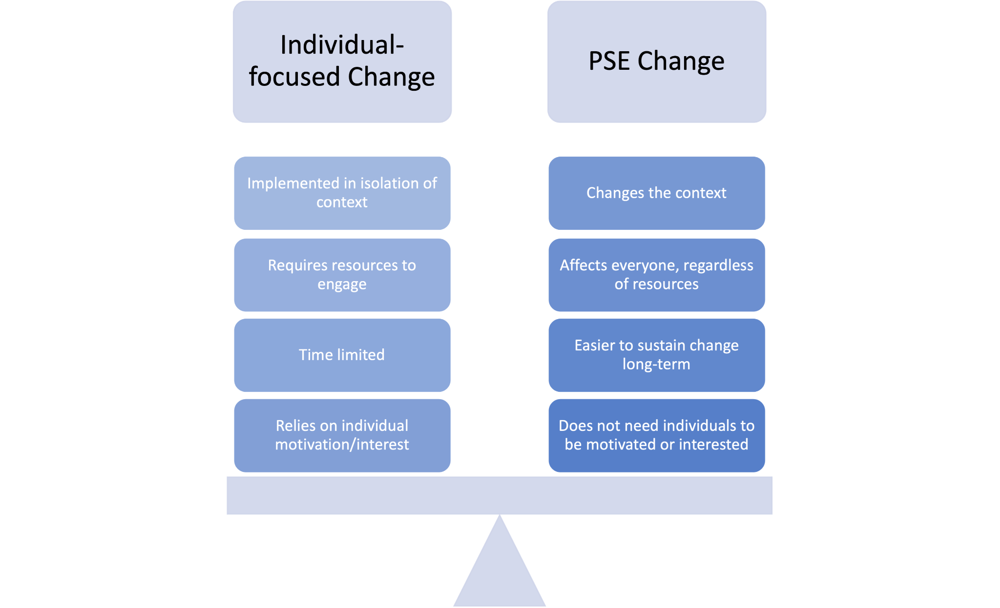 Individual-
focused Change
PSE Change
Implemented in isolation of
context
Changes the context
Requires resources to
engage
Affects everyone, regardless
of resources
Time limited
Easier to sustain change
long-term
Relies on individual
motivation/interest
Does not need individuals to
be motivated or interested